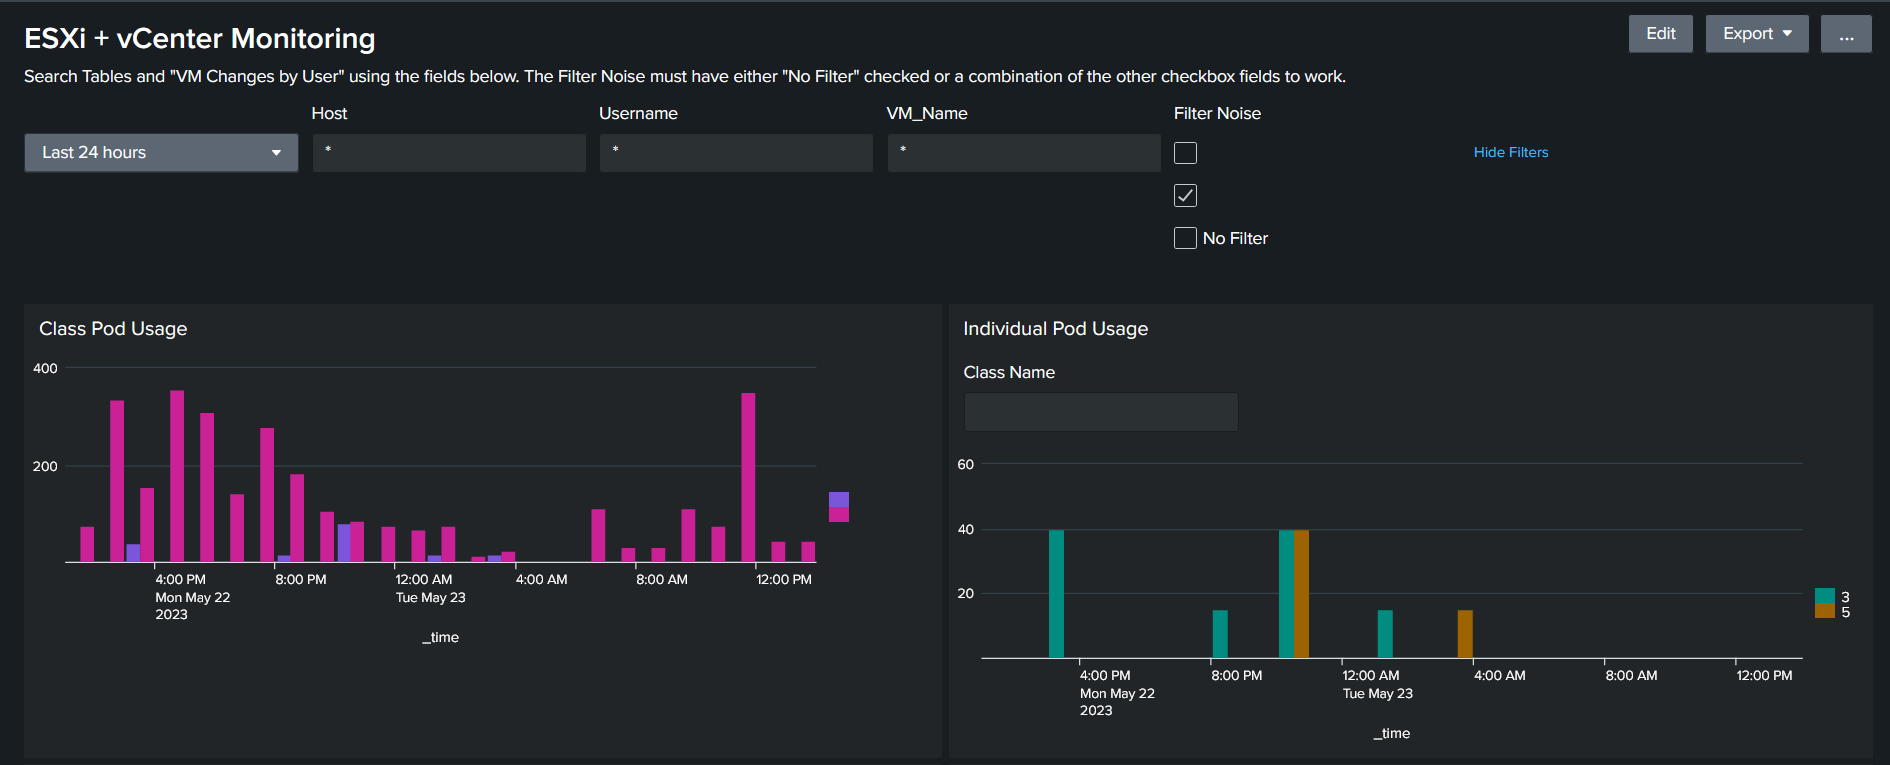 ESXi + vCenter Monitoring
Edit
Export
...
Search Tables and "VM Changes by User" using the fields below. The Filter Noise must have either "No Filter" checked or a combination of the other checkbox fields to work.
Host
Username
VM_Name
Filter Noise
Last 24 hours
*
*
*
Hide Filters
No Filter
Class Pod Usage
400
200
4:00 PM
Mon May 22
2023
8:00 PM
12:00 AM
Tue May 23
4:00 AM
8:00 AM
12:00 PM
_time
Individual Pod Usage
Class Name
60
40
20
3
5
4:00 PM
Mon May 22
2023
8:00 PM
12:00 AM
Tue May 23
4:00 AM
8:00 AM
12:00 PM
_time